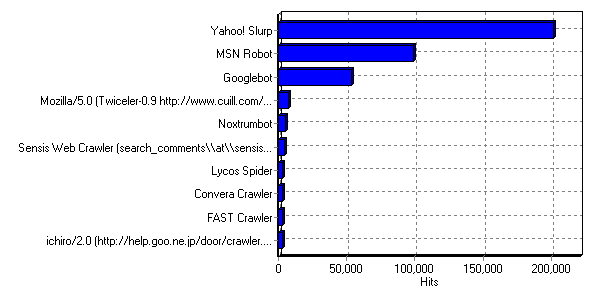 Yahoo! Slurp
MSN Robot
Googlebot
Mozilla/5.0 (Twiceler-0.9 http://www.cuill.com/...
Noxtrumbot
Sensis Web Crawler (search_comments\\at\\sensis...
Lycos Spider
Convera Crawler
FAST Crawler
ichiro/2.0 (http://help.goo.ne.jp/door/crawler....
0 50,000 100,000 150,000 200,000
Hits